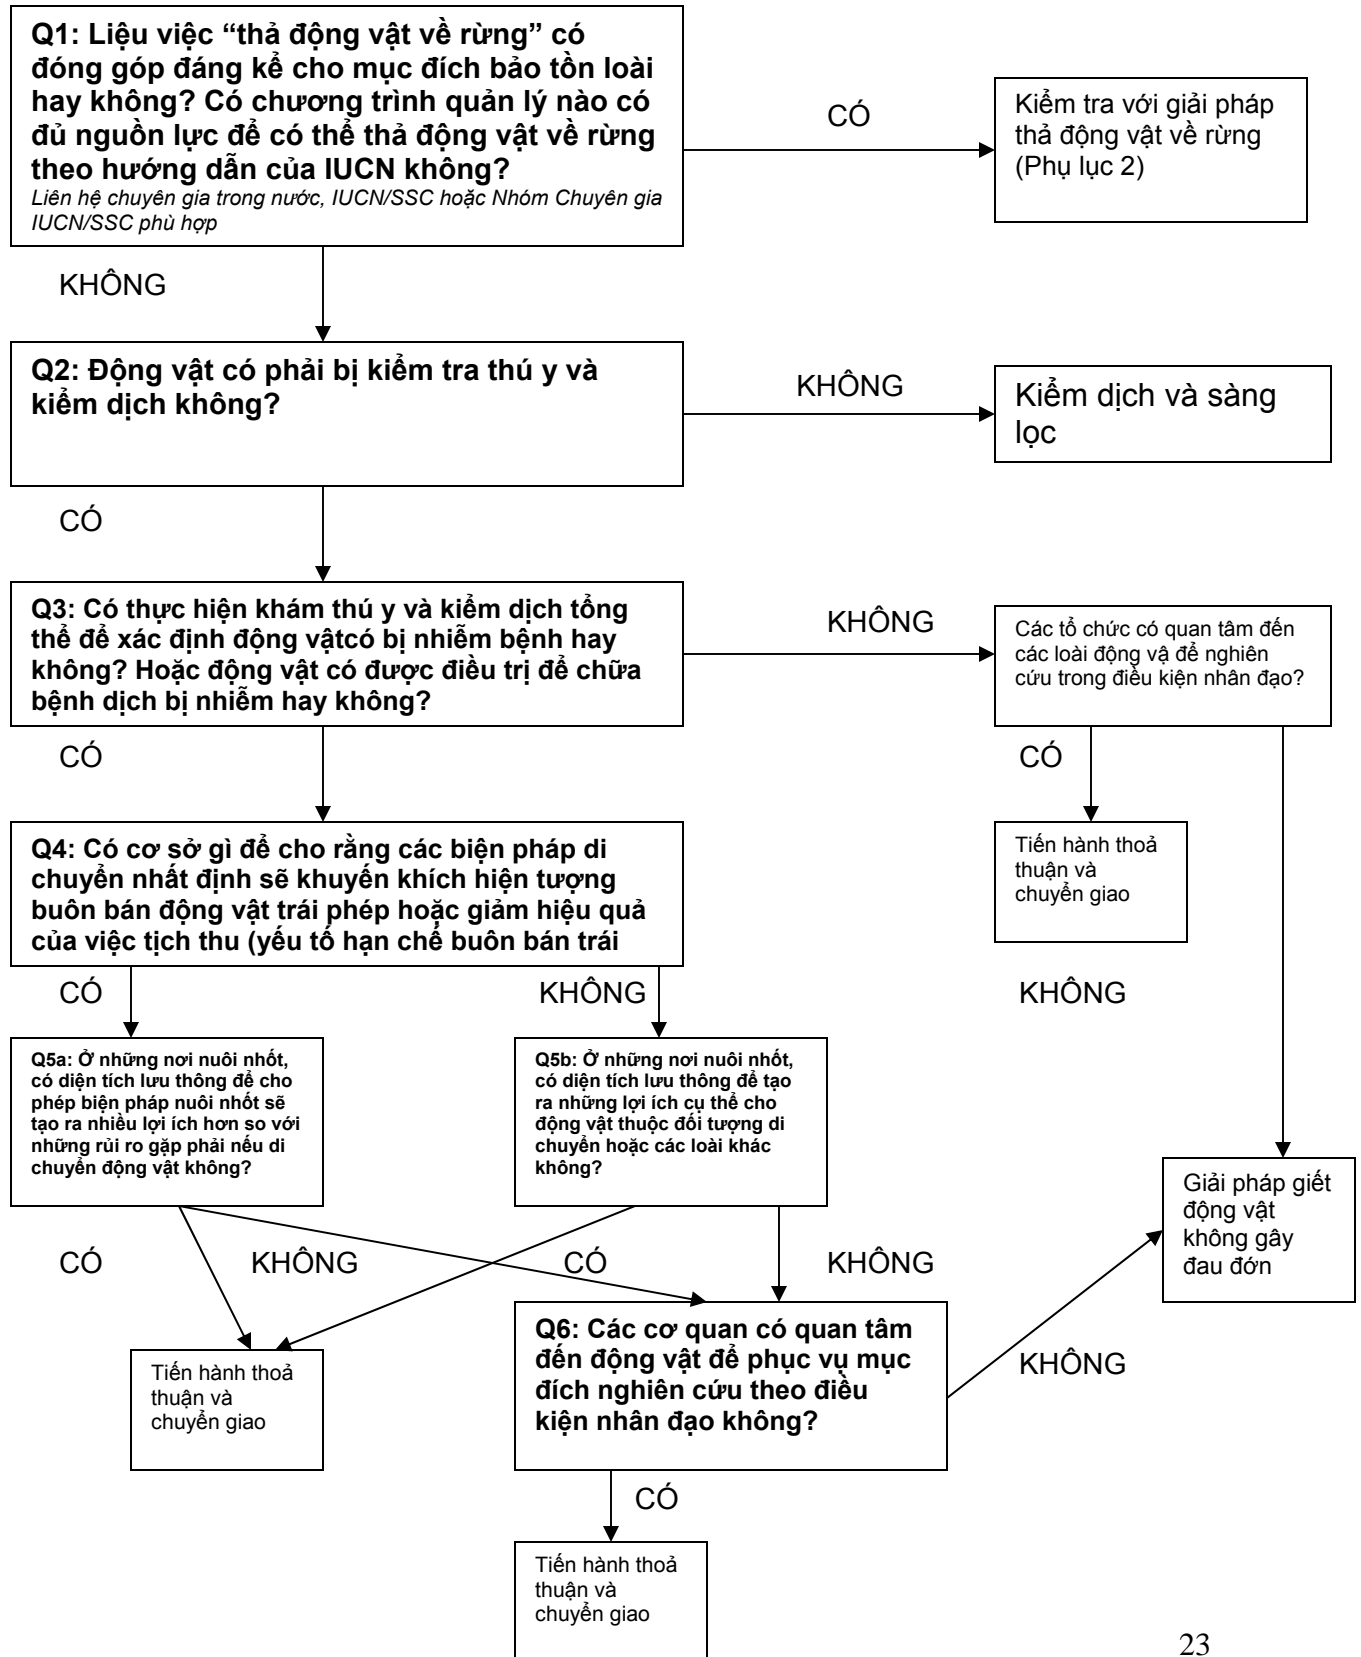 Q1: Liệu việc “thả động vật về rừng” có
đóng góp đáng kể cho mục đích bảo tồn loài
hay không? Có chương trình quản lý nào có
đủ nguồn lực để có thể thả động vật về rừng
theo hướng dẫn của IUCN không?
Liên hệ chuyên gia trong nước, IUCN/SSC hoặc Nhóm Chuyên gia
IUCN/SSC phù hợp
CÓ
Kiểm tra với giải pháp
thả động vật về rừng
(Phụ lục 2)
KHÔNG
Q2: Động vật có phải bị kiểm tra thú y và
kiểm dịch không?
KHÔNG
Kiểm dịch và sàng
lọc
CÓ
Q3: Có thực hiện khám thú y và kiểm dịch tổng
thể để xác định động vậtcó bị nhiễm bệnh hay
không? Hoặc động vật có được điều trị để chữa
bệnh dịch bị nhiễm hay không?
KHÔNG
Các tổ chức có quan tâm đến
các loài động vậ để nghiên
cứu trong điều kiện nhân đạo?
CÓ
CÓ
Q4: Có cơ sở gì để cho rằng các biện pháp di
chuyển nhất định sẽ khuyến khích hiện tượng
buôn bán động vật trái phép hoặc giảm hiệu quả
của việc tịch thu (yếu tố hạn chế buôn bán trái
Tiến hành thoả
thuận và
chuyển giao
CÓ
KHÔNG
KHÔNG
Q5a: Ở những nơi nuôi nhốt,
có diện tích lưu thông để cho
phép biện pháp nuôi nhốt sẽ
tạo ra nhiều lợi ích hơn so với
những rủi ro gặp phải nếu di
chuyển động vật không?
Q5b: Ở những nơi nuôi nhốt,
có diện tích lưu thông để tạo
ra những lợi ích cụ thể cho
động vật thuộc đối tượng di
chuyển hoặc các loài khác
không?
Giải pháp giết
động vật
không gây
đau đớn
CÓ
KHÔNG
CÓ
KHÔNG
Tiến hành thoả
thuận và
chuyển giao
Q6: Các cơ quan có quan tâm
đến động vật để phục vụ mục
đích nghiên cứu theo điều
kiện nhân đạo không?
KHÔNG
CÓ
Tiến hành thoả
thuận và
chuyển giao
23